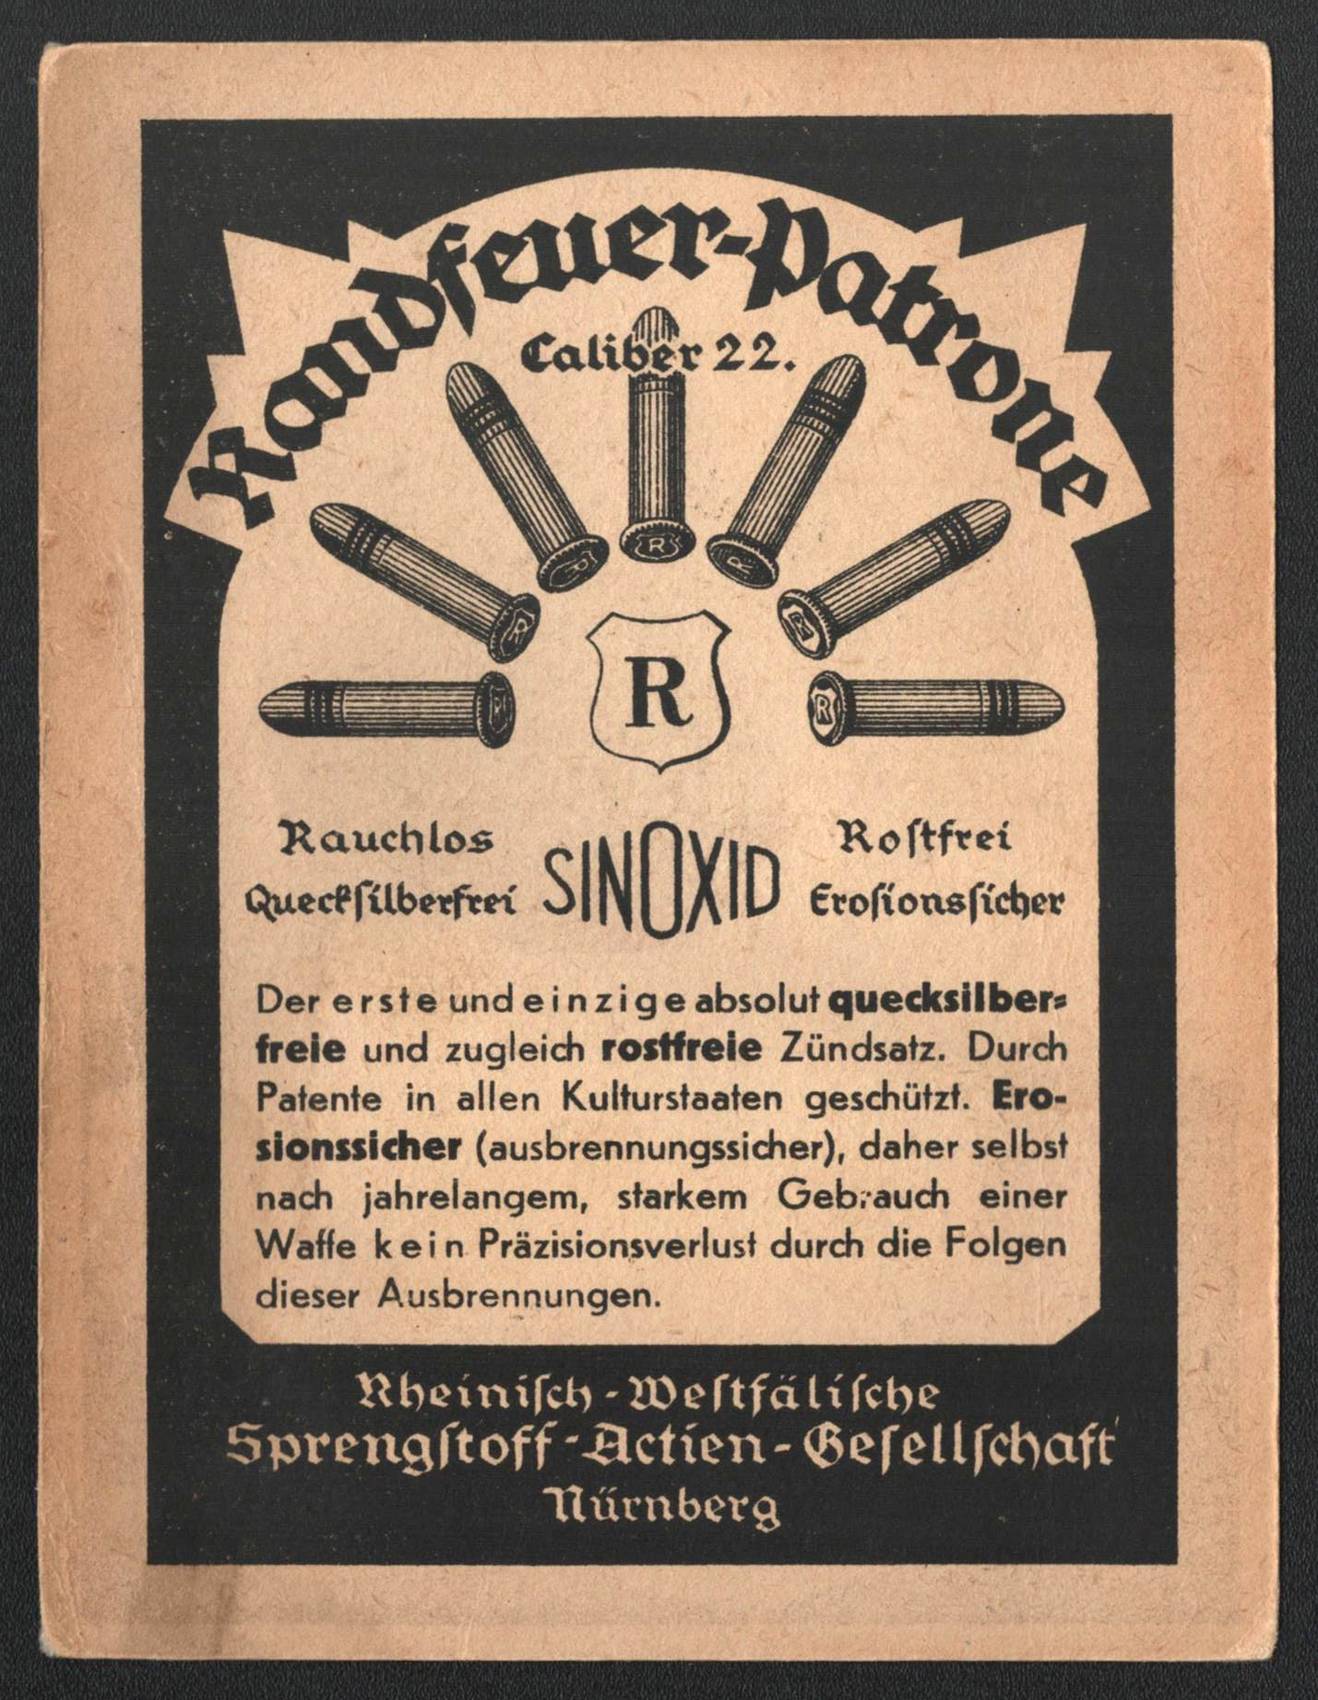 Randfeuer-Patrone
Caliber 22.
R
Rauchlos
Quecksilberfrei
SINOXID
Rostfrei
Erosionssicher
Der erste und einzige absolut quecksilber-
freie und zugleich rostfreie Zündsatz. Durch
Patente in allen Kulturstaaten geschützt. Ero-
sionssicher (ausbrennungssicher), daher selbst
nach jahrelangem, starkem Gebrauch einer
Waffe kein Präzisionsverlust durch die Folgen
dieser Ausbrennungen.
Rheinisch-Westfälische
Sprengstoff-Actien-Gesellschaft
Nürnberg